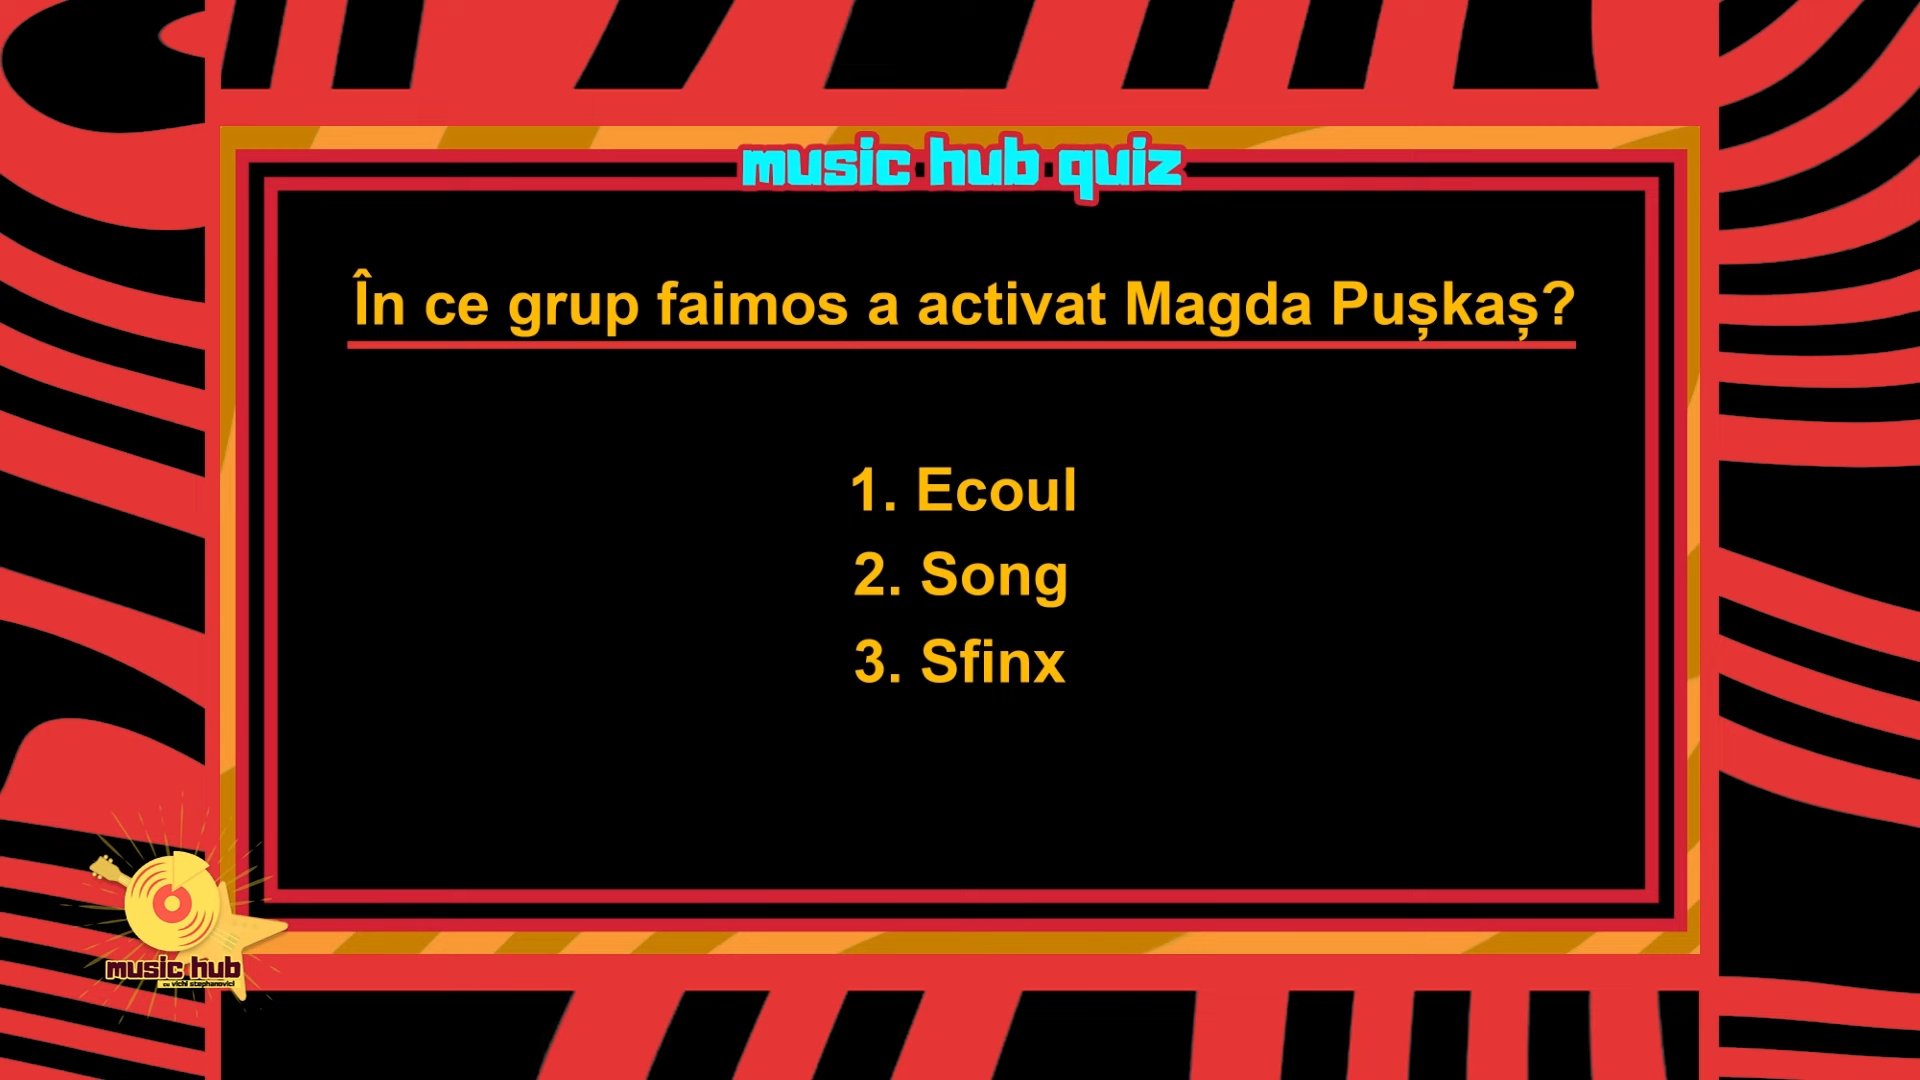 music hub quiz
În ce grup faimos a activat Magda Pușkaș?
1. Ecoul
2. Song
3. Sfinx
music hub
cu vichi stephanovici